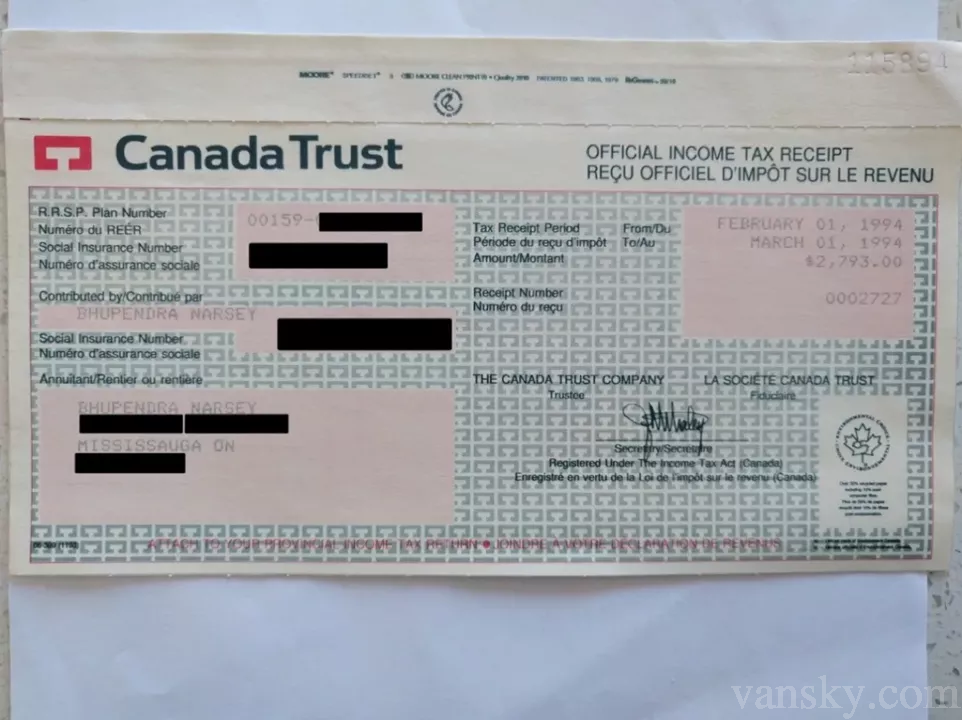 115894
MOORE
Canada Trust
OFFICIAL INCOME TAX RECEIPT
REÇU OFFICIEL D'IMPÔT SUR LE REVENU
R.R.S.P. Plan Number
Numéro du REÉR
00159-
Social Insurance Number
Numéro d'assurance sociale
Tax Receipt Period From/Du
Période du reçu d'impôt To/Au
Amount/Montant
FEBRUARY 01, 1994
MARCH 01, 1994
$2,793.00
Receipt Number
Numéro du reçu
0002727
Contributed by/Contribué par
BHUPENDRA NARSEY
Social Insurance Number
Numéro d'assurance sociale
Annuitant/Rentier ou rentière
BHUPENDRA NARSEY
MISSISSAUGA ON
THE CANADA TRUST COMPANY
Trustee
LA SOCIÉTÉ CANADA TRUST
Fiduciaire
Secretary/Secrétaire
Registered Under The Income Tax Act (Canada)
Enregistré en vertu de la Loi de l'impôt sur le revenu (Canada)
ATTACH TO YOUR PROVINCIAL INCOME TAX RETURN ● JOINDRE À VOTRE DÉCLARATION DE REVENUS
vansky.com